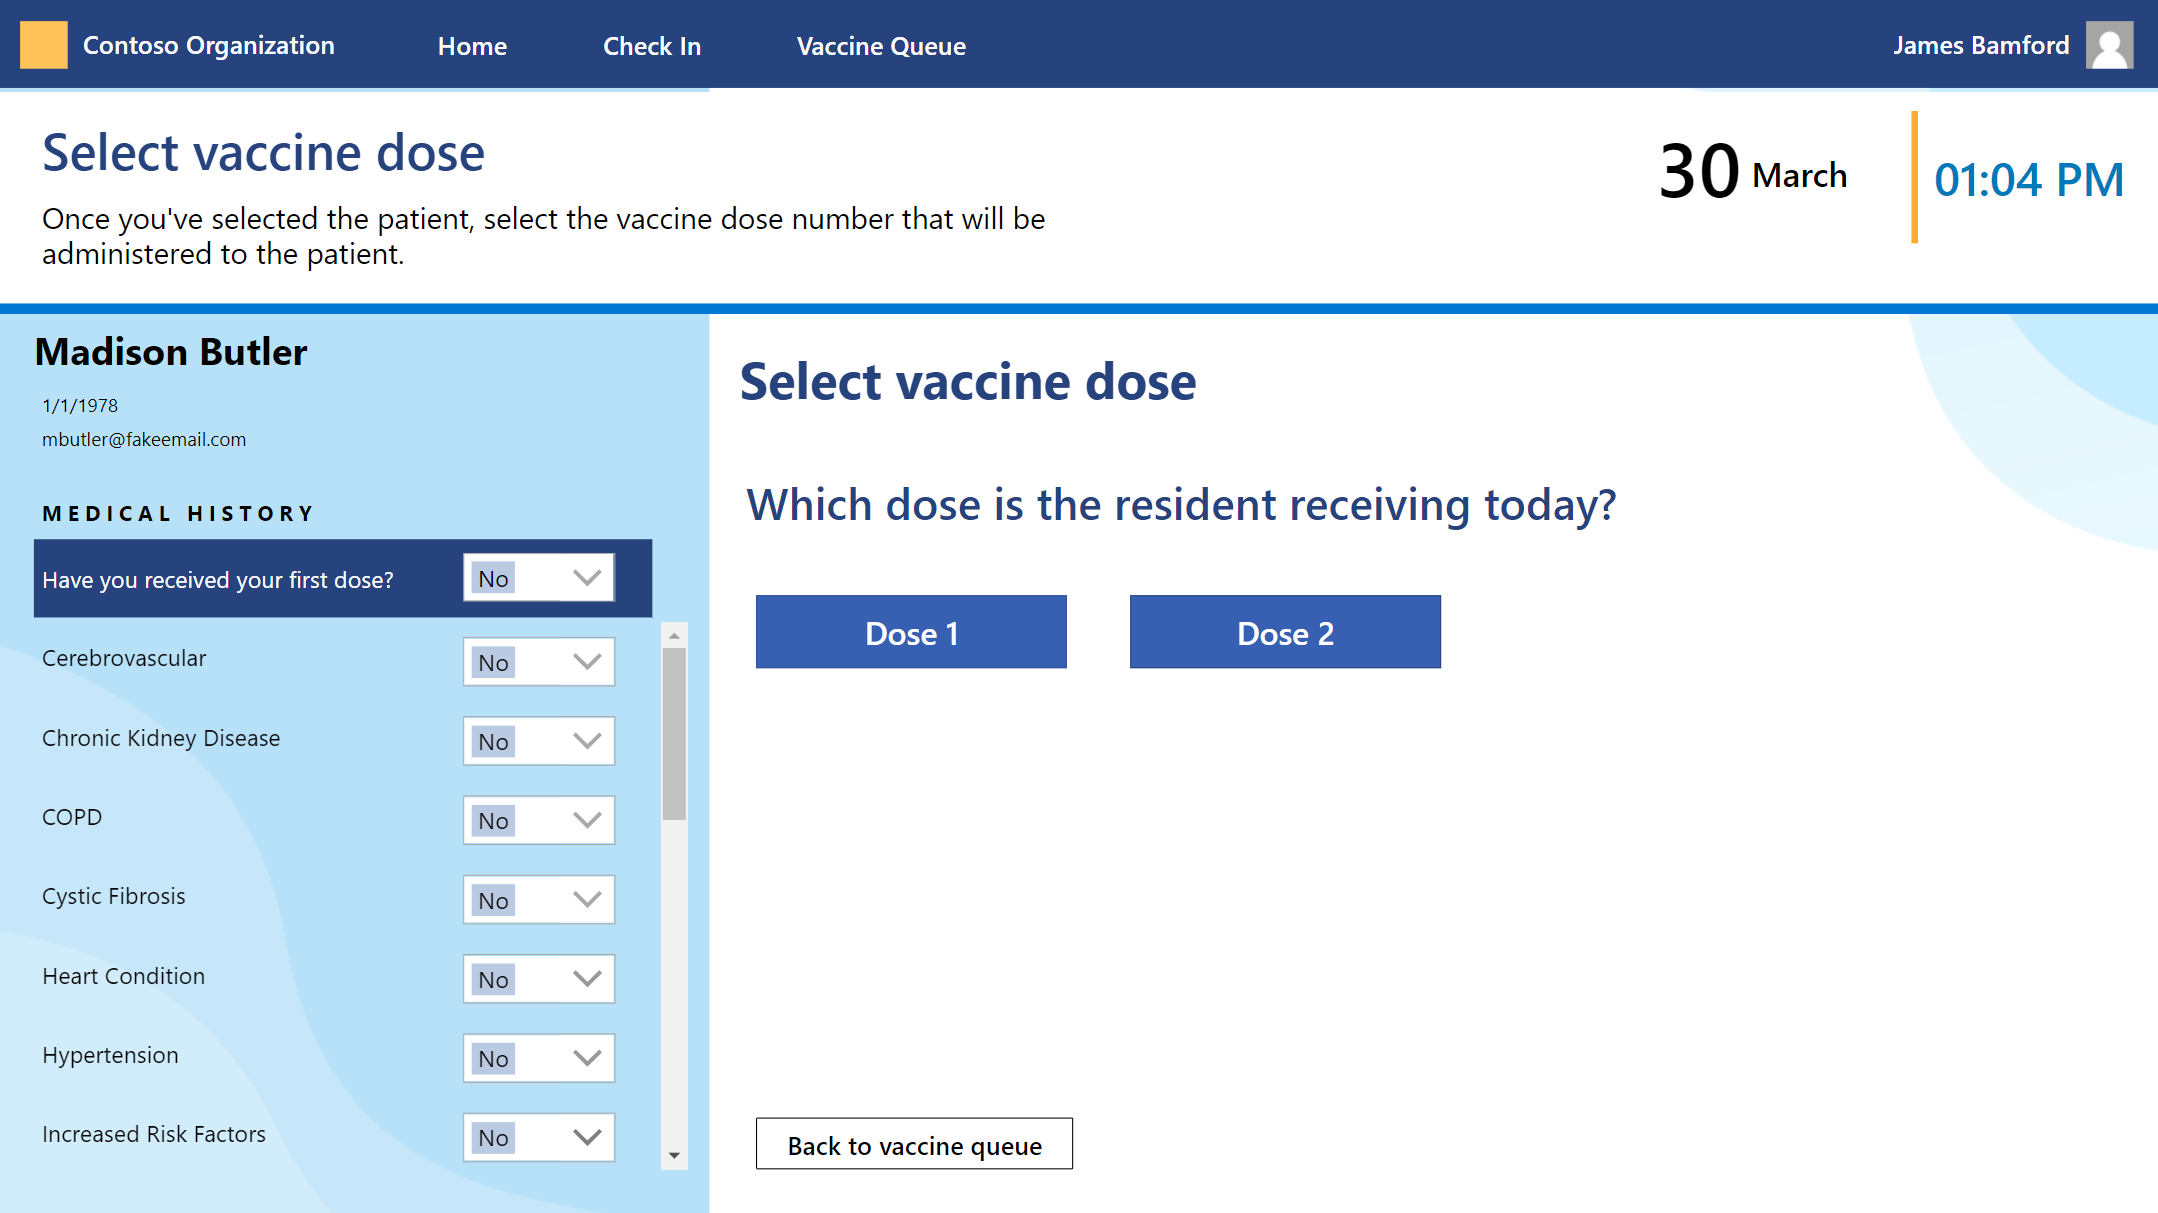 Contoso Organization
Home
Check In
Vaccine Queue
James Bamford
Select vaccine dose
Once you've selected the patient, select the vaccine dose number that will be
administered to the patient.
30 March
01:04 PM
Madison Butler
1/1/1978
mbutler@fakeemail.com
MEDICAL HISTORY
Have you received your first dose? No
Cerebrovascular No
Chronic Kidney Disease No
COPD No
Cystic Fibrosis No
Heart Condition No
Hypertension No
Increased Risk Factors No
Select vaccine dose
Which dose is the resident receiving today?
Dose 1
Dose 2
Back to vaccine queue